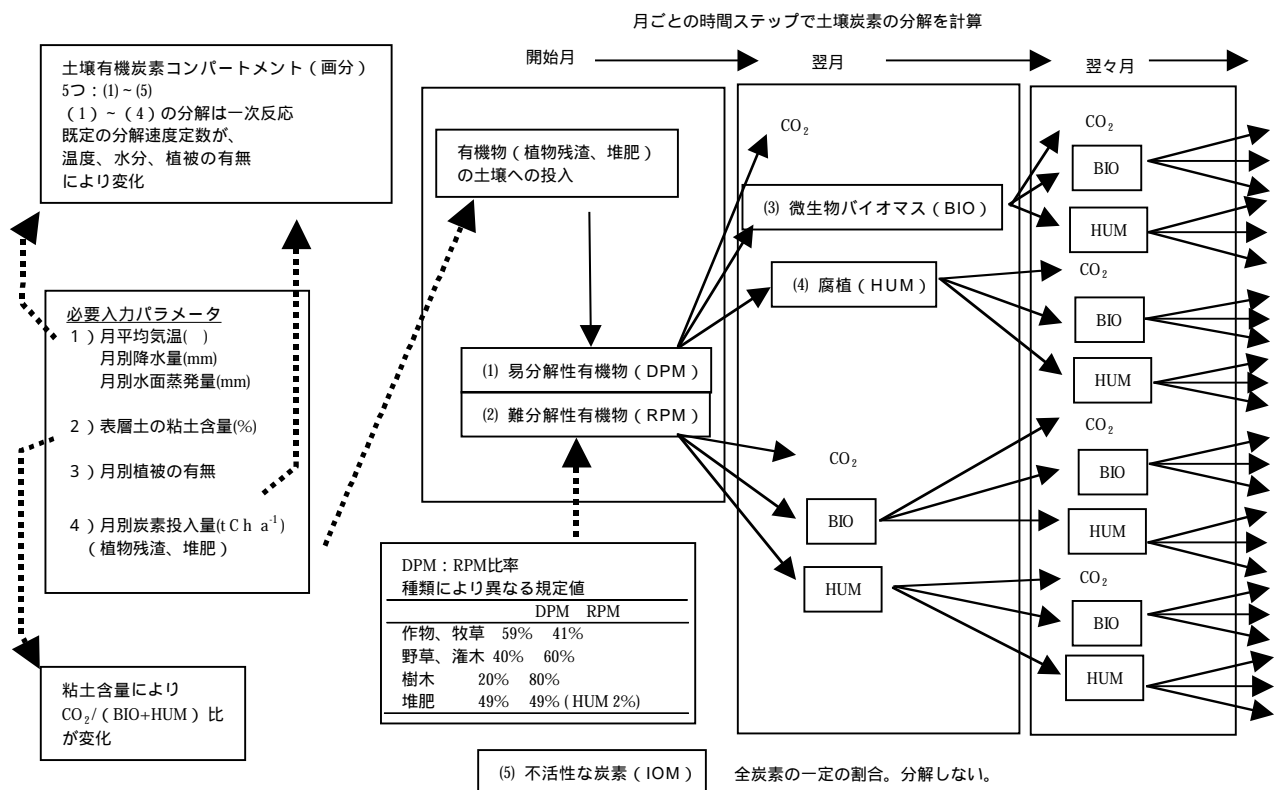 月ごとの時間ステップで土壌炭素の分解を計算
開始月
翌月
翌々月
土壌有機炭素コンパートメント（画分）
5つ：(1)~(5)
（1）~（4）の分解は一次反応
既定の分解速度定数が、
温度、水分、植被の有無
により変化
必要入力パラメータ
１）月平均気温(　)
月別降水量(mm)
月別水面蒸発量(mm)
２）表層土の粘土含量(%)
３）月別植被の有無
４）月別炭素投入量(t C h a⁻¹)
（植物残渣、堆肥）
粘土含量により
CO₂/（BIO+HUM）比
が変化
有機物（植物残渣、堆肥）
の土壌への投入
(1) 易分解性有機物（DPM）
(2) 難分解性有機物（RPM）
DPM：RPM比率
種類により異なる規定値
DPM RPM
作物、牧草 59% 41%
野草、潅木 40% 60%
樹木 20% 80%
堆肥 49% 49% ( HUM 2%)
CO₂
(3) 微生物バイオマス（BIO）
(4) 腐植（HUM）
CO₂
BIO
HUM
CO₂
BIO
HUM
CO₂
BIO
HUM
CO₂
BIO
HUM
CO₂
BIO
HUM
(5) 不活性な炭素（IOM）
全炭素の一定の割合。分解しない。